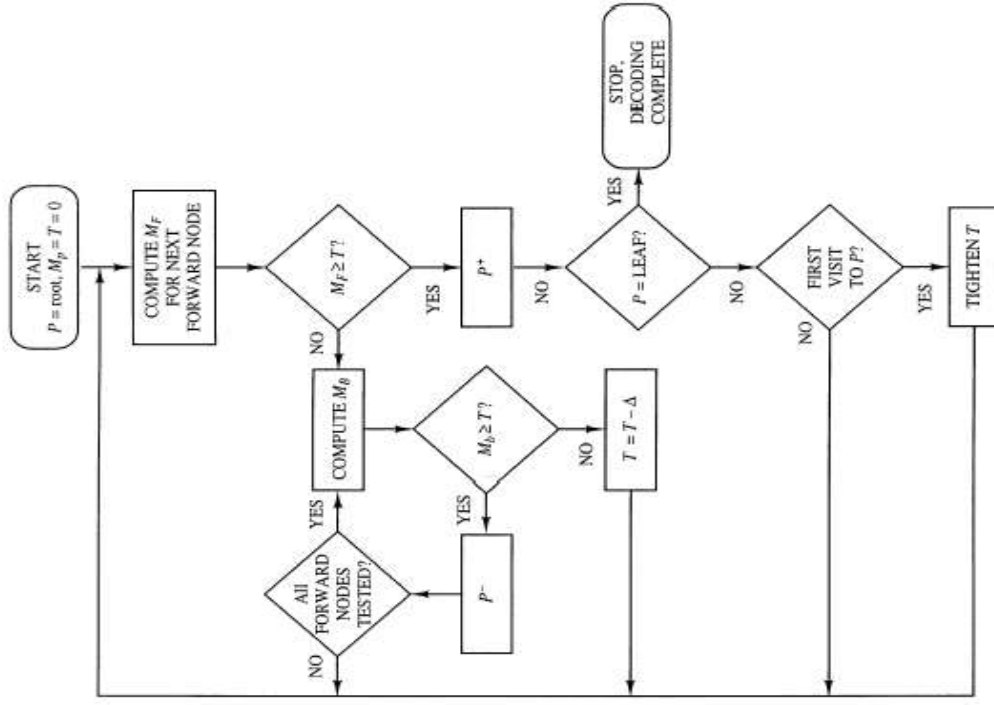 START
P = root, M_p = T = 0
COMPUTE M_F
FOR NEXT
FORWARD NODE
M_F ≥ T?
NO
YES
P⁺
NO
P = LEAF?
YES
STOP,
DECODING
COMPLETE
NO
FIRST
VISIT
TO P?
NO
YES
TIGHTEN T
COMPUTE M_B
M_b ≥ T?
NO
T = T − Δ
YES
P⁻
All
FORWARD
NODES
TESTED?
YES
NO